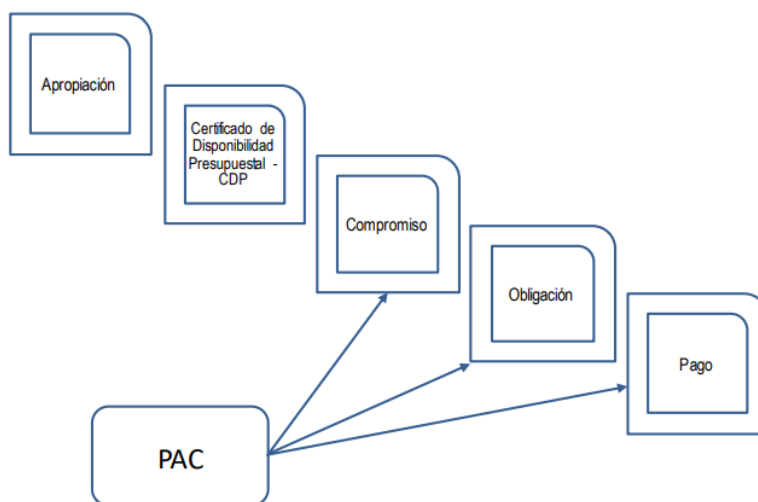 Apropiación
Certificado de
Disponibilidad
Presupuestal -
CDP
Compromiso
Obligación
Pago
PAC